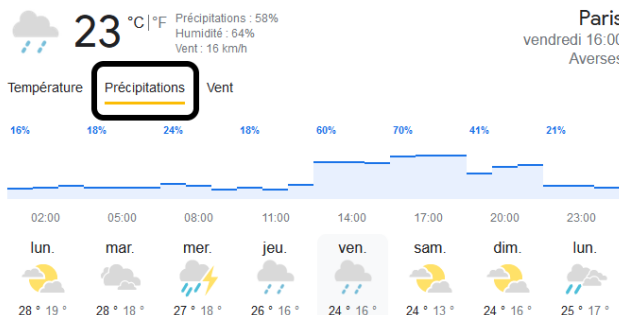 23 °C|°F
Précipitations : 58%
Humidité : 64%
Vent : 16 km/h
Paris
vendredi 16:00
Averses
Température Précipitations Vent
16% 18% 24% 18% 60% 70% 41% 21%
02:00 05:00 08:00 11:00 14:00 17:00 20:00 23:00
lun. mar. mer. jeu. ven. sam. dim. lun.
28 ° 19 ° 28 ° 18 ° 27 ° 18 ° 26 ° 16 ° 24 ° 16 ° 24 ° 13 ° 24 ° 16 ° 25 ° 17 °